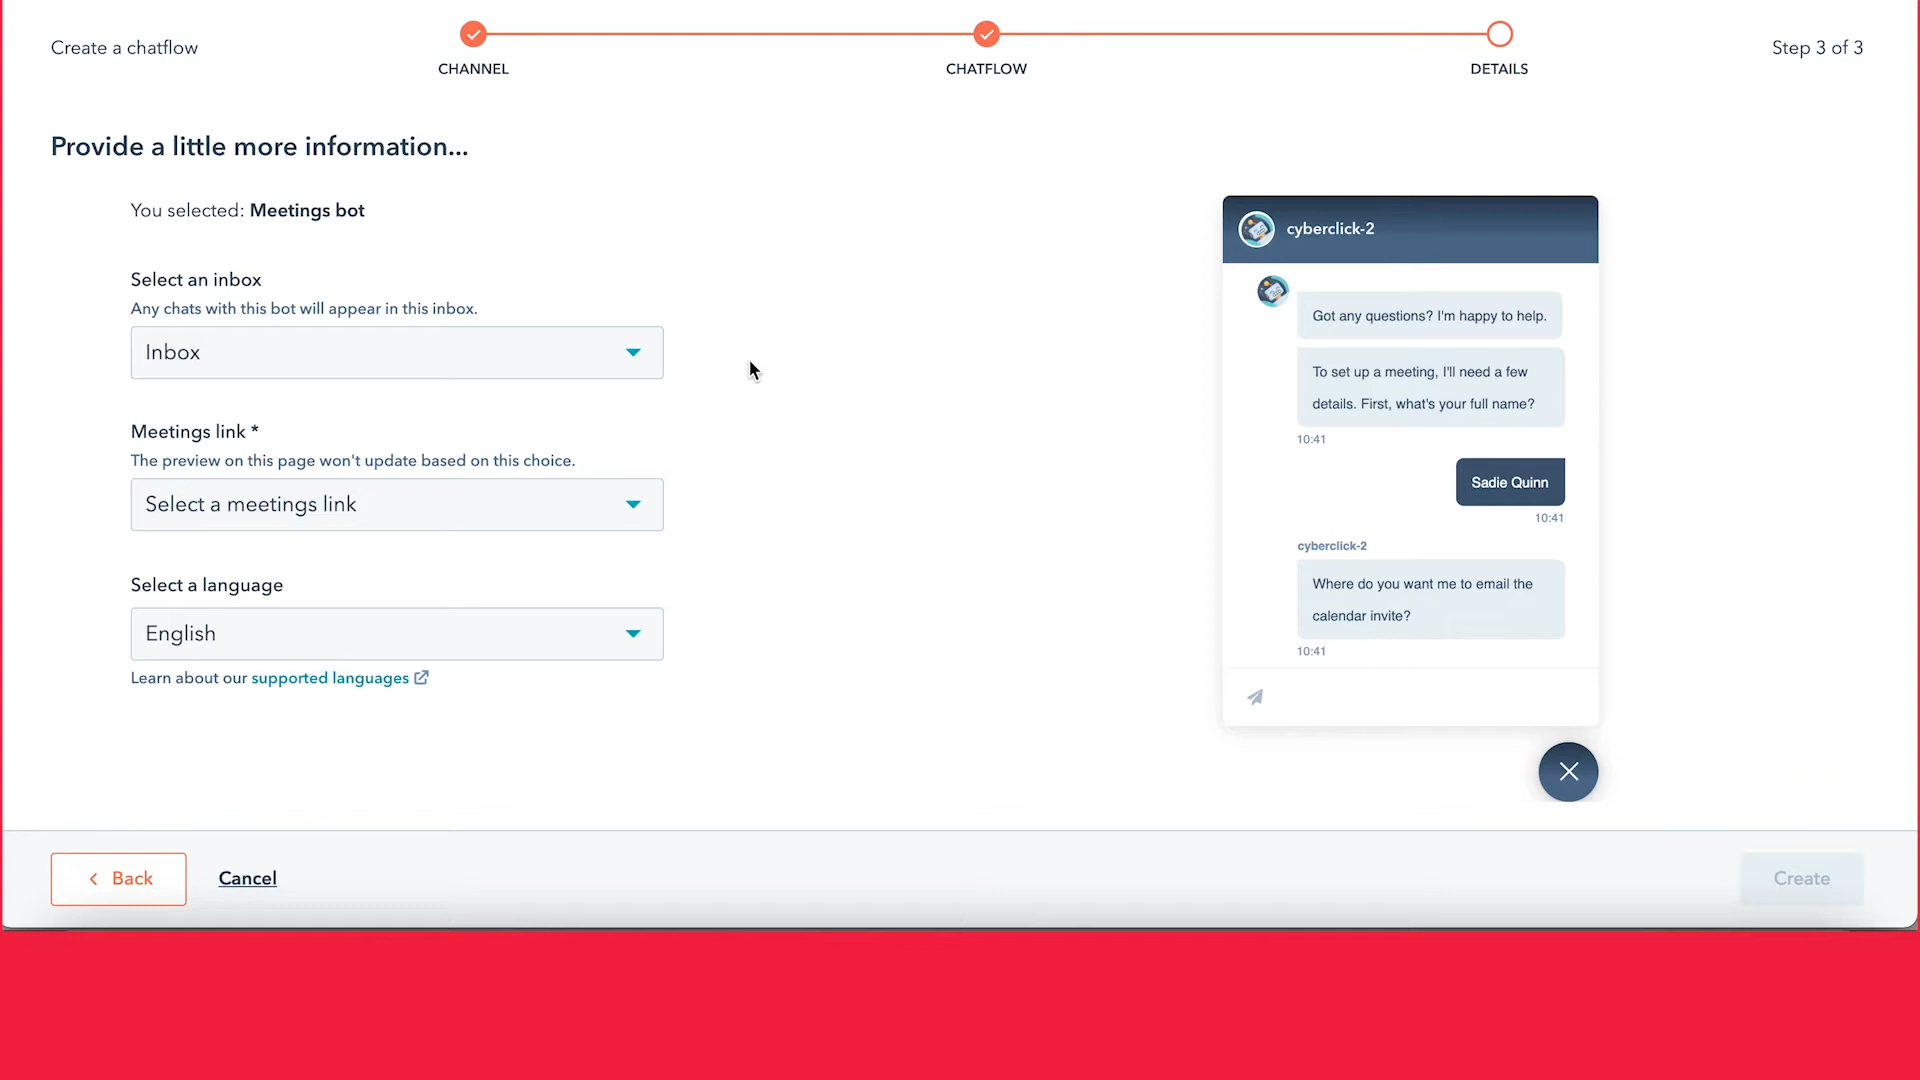 Create a chatflow
CHANNEL
CHATFLOW
DETAILS
Step 3 of 3
Provide a little more information...
You selected: Meetings bot
Select an inbox
Any chats with this bot will appear in this inbox.
Inbox
Meetings link *
The preview on this page won't update based on this choice.
Select a meetings link
Select a language
English
Learn about our supported languages
cyberclick-2
Got any questions? I'm happy to help.
To set up a meeting, I'll need a few
details. First, what's your full name?
10:41
Sadie Quinn
10:41
cyberclick-2
Where do you want me to email the
calendar invite?
10:41
Back
Cancel
Create